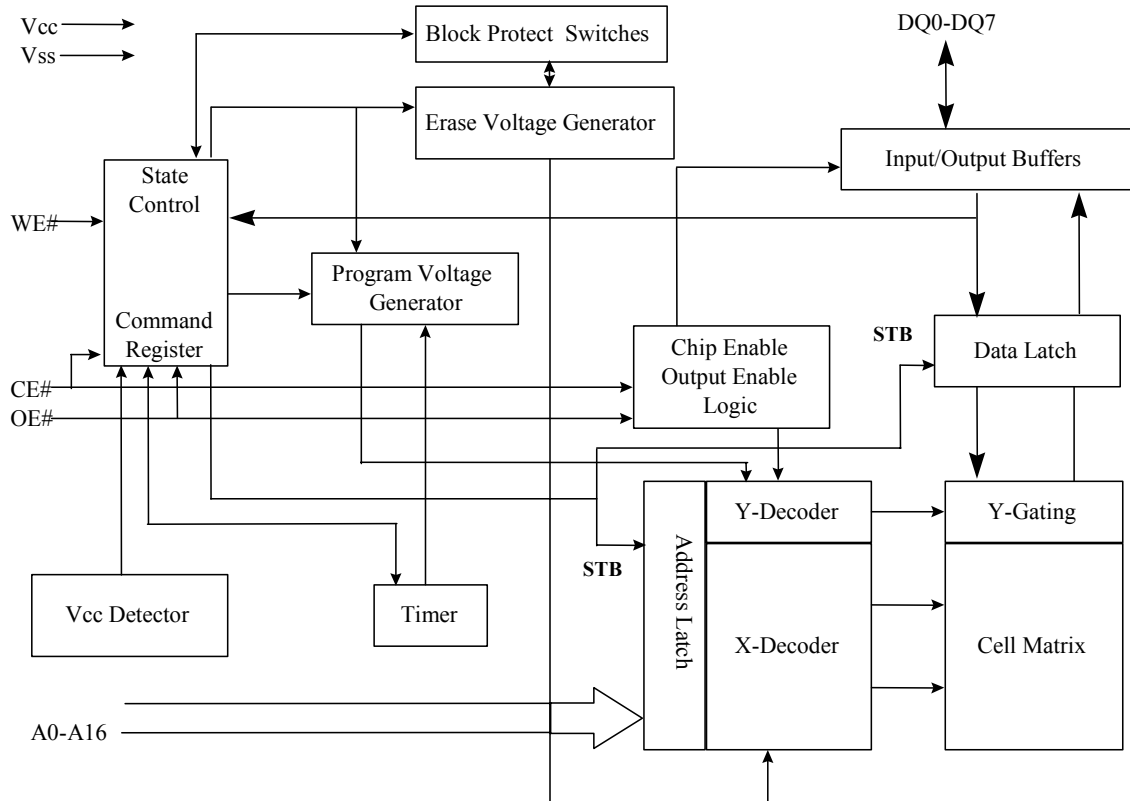 Vcc
Vss
Block Protect Switches
DQ0-DQ7
Erase Voltage Generator
Input/Output Buffers
State
Control
WE#
Program Voltage
Generator
Command
Register
STB
Data Latch
Chip Enable
Output Enable
Logic
CE#
OE#
Y-Decoder
Y-Gating
STB
Address Latch
Vcc Detector
Timer
X-Decoder
Cell Matrix
A0-A16